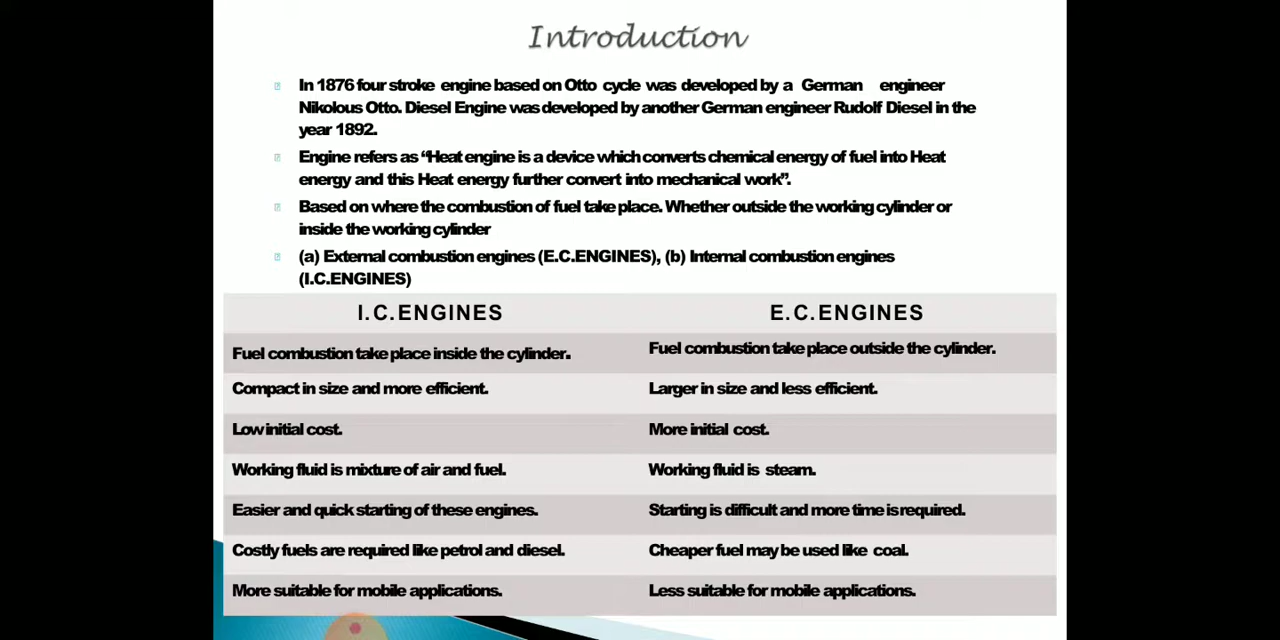 Introduction
In 1876 four stroke engine based on Otto cycle was developed by a German engineer
Nikolous Otto. Diesel Engine was developed by another German engineer Rudolf Diesel in the
year 1892.
Engine refers as “Heat engine is a device which converts chemical energy of fuel into Heat
energy and this Heat energy further convert into mechanical work”.
Based on where the combustion of fuel take place. Whether outside the working cylinder or
inside the working cylinder
(a) External combustion engines (E.C.ENGINES), (b) Internal combustion engines
(I.C.ENGINES)
I.C.ENGINES E.C.ENGINES
Fuel combustion take place inside the cylinder. Fuel combustion take place outside the cylinder.
Compact in size and more efficient. Larger in size and less efficient.
Low initial cost. More initial cost.
Working fluid is mixture of air and fuel. Working fluid is steam.
Easier and quick starting of these engines. Starting is difficult and more time is required.
Costly fuels are required like petrol and diesel. Cheaper fuel may be used like coal.
More suitable for mobile applications. Less suitable for mobile applications.